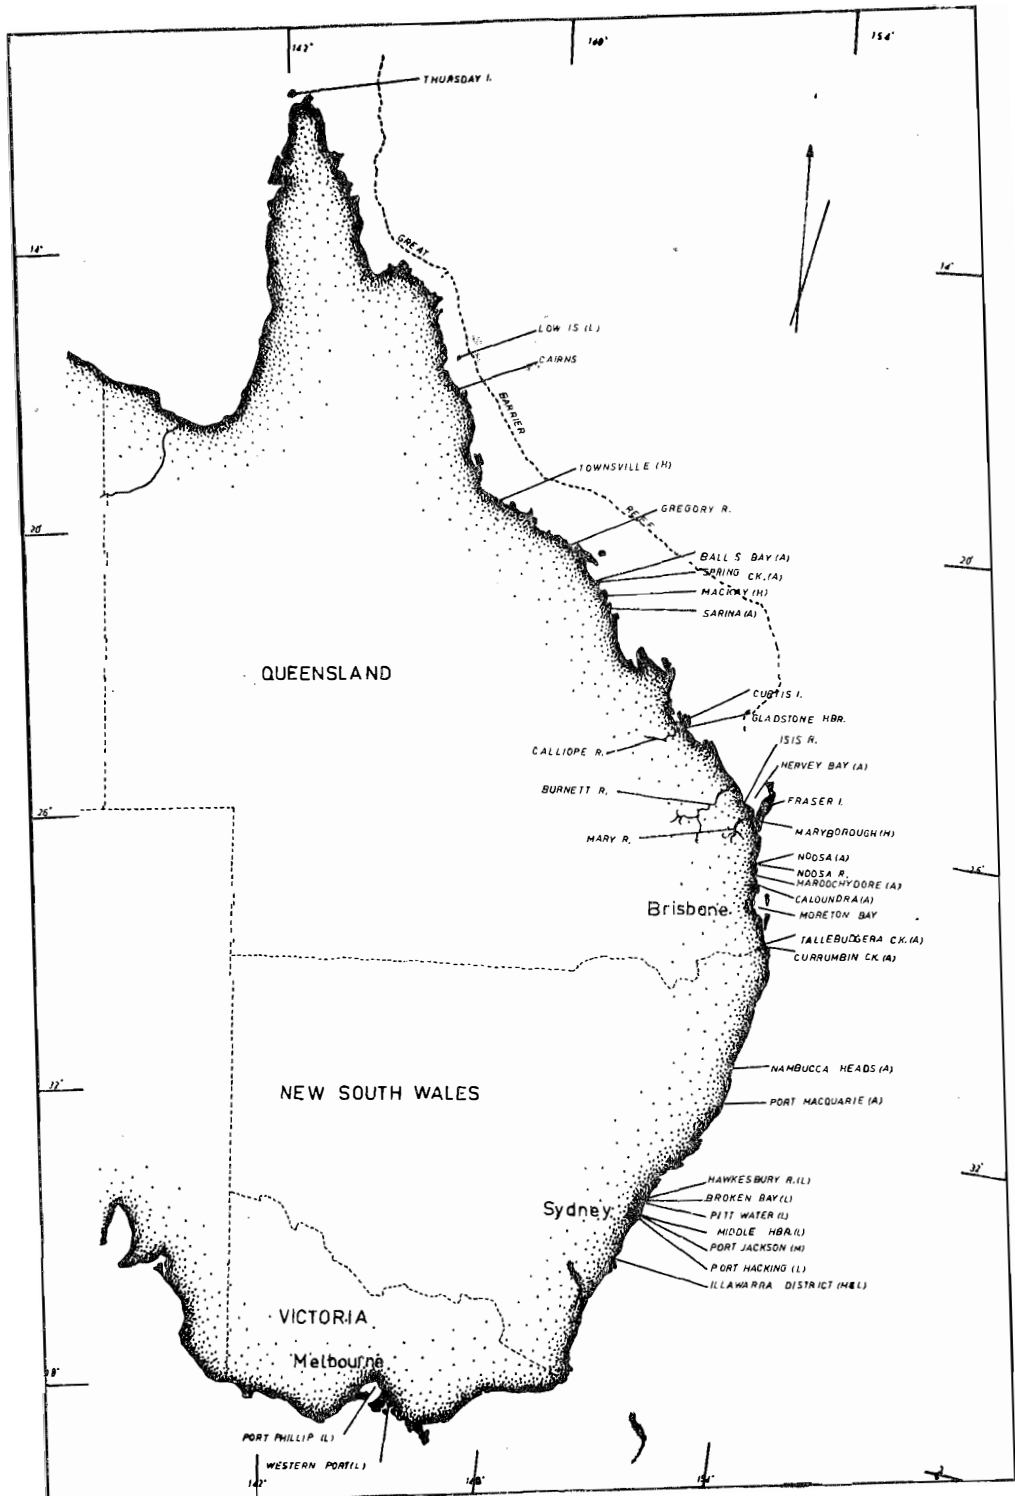 142°
148°
154°
THURSDAY I.
GREAT
14°
14°
LOW IS (L)
CAIRNS
BARRIER
TOWNSVILLE (H)
GREGORY R.
REEF
20°
BALL S BAY (A)
20°
SPRING CK. (A)
MACKAY (H)
SARINA (A)
QUEENSLAND
CURTIS I.
GLADSTONE HBR.
ISIS R.
CALLIOPE R.
HERVEY BAY (A)
BURNETT R.
FRASER I.
26°
MARYBOROUGH (H)
MARY R.
NOOSA (A)
26°
NOOSA R.
MAROOCHYDORE (A)
CALOUNDRA (A)
Brisbane
MORETON BAY
TALLEBUDGERA CK. (A)
CURRUMBIN CK. (A)
NAMBUCCA HEADS (A)
32°
NEW SOUTH WALES
PORT MACQUARIE (A)
32°
HAWKESBURY R. (L)
BROKEN BAY (L)
Sydney
PITT WATER (L)
MIDDLE HBR. (L)
PORT JACKSON (M)
PORT HACKING (L)
ILLAWARRA DISTRICT (H&L)
VICTORIA
Melbourne
38°
PORT PHILLIP (L)
WESTERN PORT (L)
142°
148°
154°